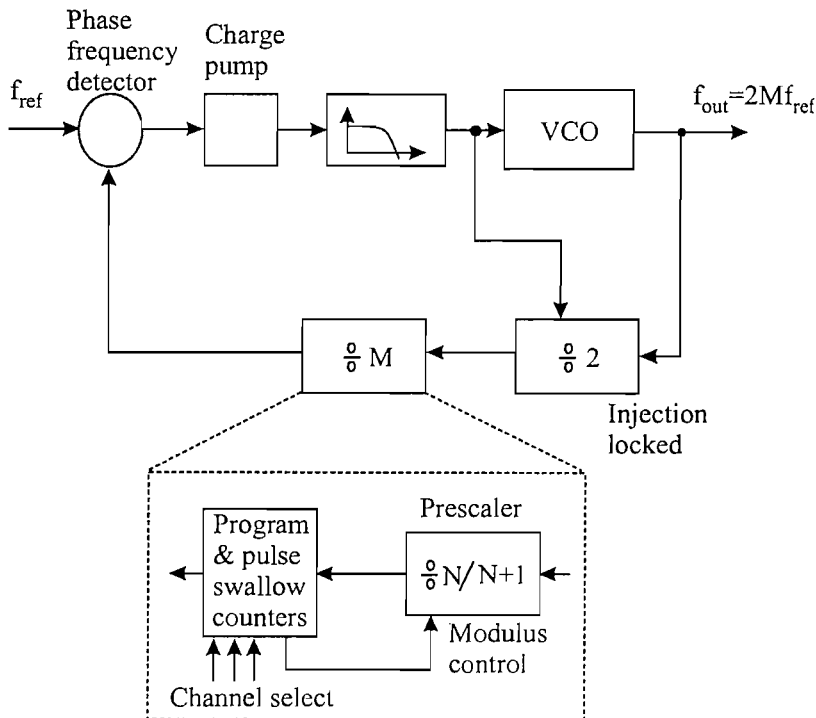 Phase
frequency
detector
Charge
pump
f_ref
VCO
f_out=2Mf_ref
÷ M
÷ 2
Injection
locked
Prescaler
Program
& pulse
swallow
counters
÷N/N+1
Modulus
control
Channel select